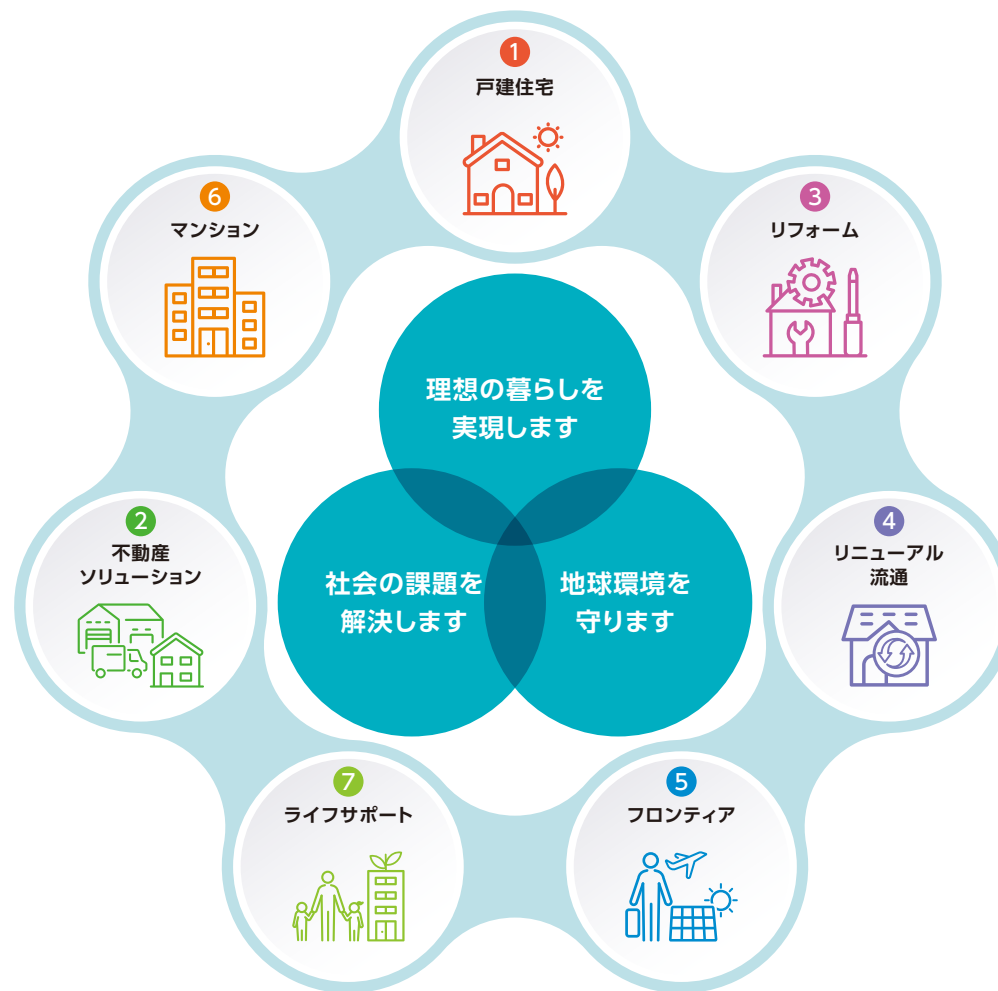 1
戸建住宅
6
マンション
3
リフォーム
理想の暮らしを
実現します
2
不動産
ソリューション
社会の課題を
解決します
地球環境を
守ります
4
リニューアル
流通
7
ライフサポート
5
フロンティア